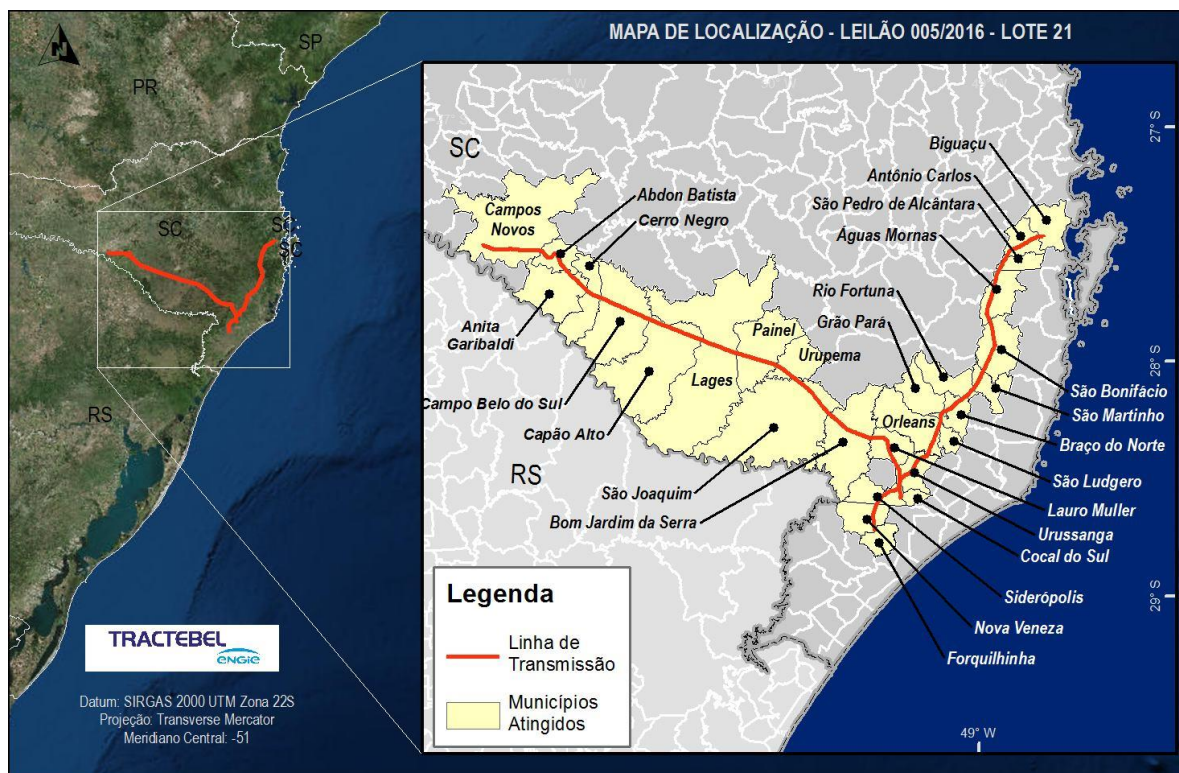 MAPA DE LOCALIZAÇÃO - LEILÃO 005/2016 - LOTE 21
N
SP
PR
SC
SC
SC
RS
TRACTEBEL
ENGIE
Datum: SIRGAS 2000 UTM Zona 22S
Projeção: Transverse Mercator
Meridiano Central: -51
SC
RS
27° S
28° S
29° S
49° W
Biguaçu
Antônio Carlos
São Pedro de Alcântara
Águas Mornas
Abdon Batista
Cerro Negro
Campos
Novos
Rio Fortuna
Grão Pará
Anita
Garibaldi
Painel
Urupema
Lages
Campo Belo do Sul
Capão Alto
Orleans
São Joaquim
Bom Jardim da Serra
São Bonifácio
São Martinho
Braço do Norte
São Ludgero
Lauro Muller
Urussanga
Cocal do Sul
Siderópolis
Nova Veneza
Forquilhinha
Legenda
Linha de
Transmissão
Municípios
Atingidos